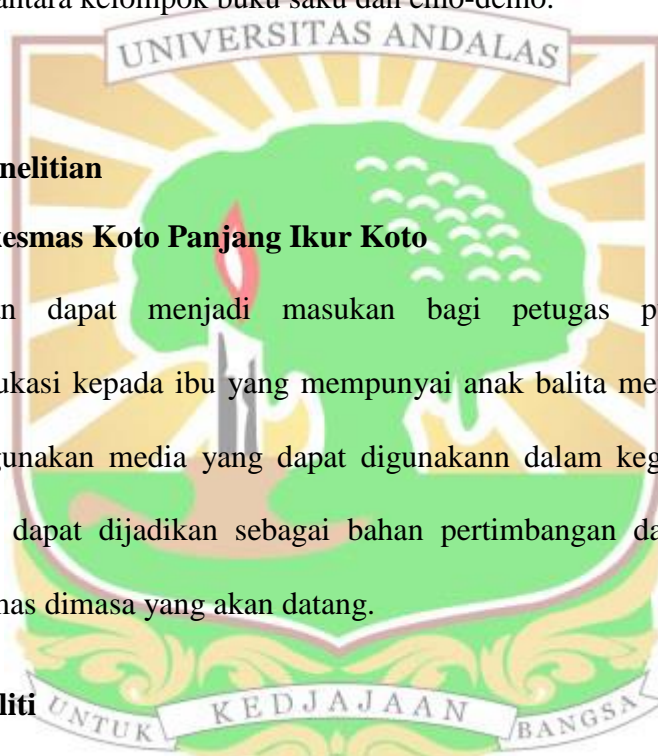 antara kelompok buku saku dan emo-demo.
UNIVERSITAS ANDALAS
nelitian
kesmas Koto Panjang Ikur Koto
an dapat menjadi masukan bagi petugas p
ukasi kepada ibu yang mempunyai anak balita me
gunakan media yang dapat digunakann dalam keg
dapat dijadikan sebagai bahan pertimbangan da
nas dimasa yang akan datang.
liti
UNTUK KEDJAJAAN BANGSA